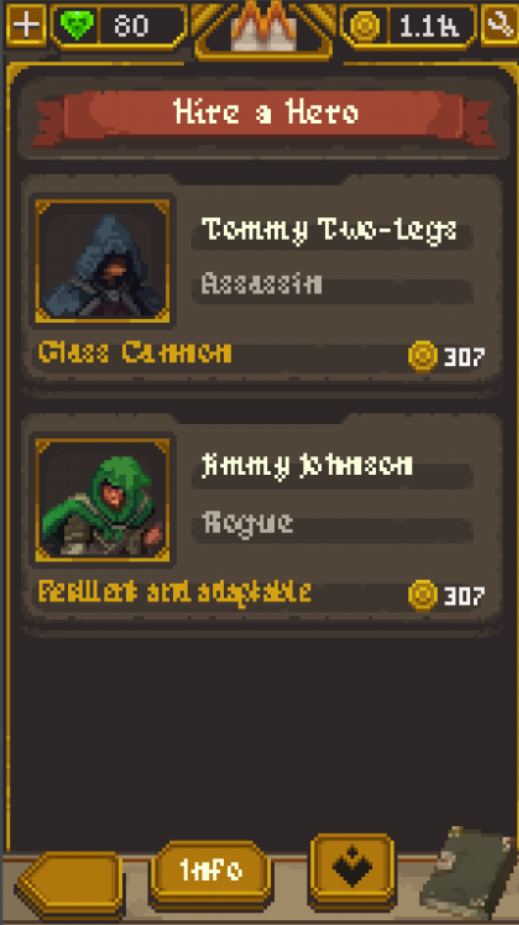 80
1.1k
Hire a Hero
Tommy Two-Legs
Assassin
Glass Cannon
307
Jimmy Johnson
Rogue
Resilient and adaptable
307
Info